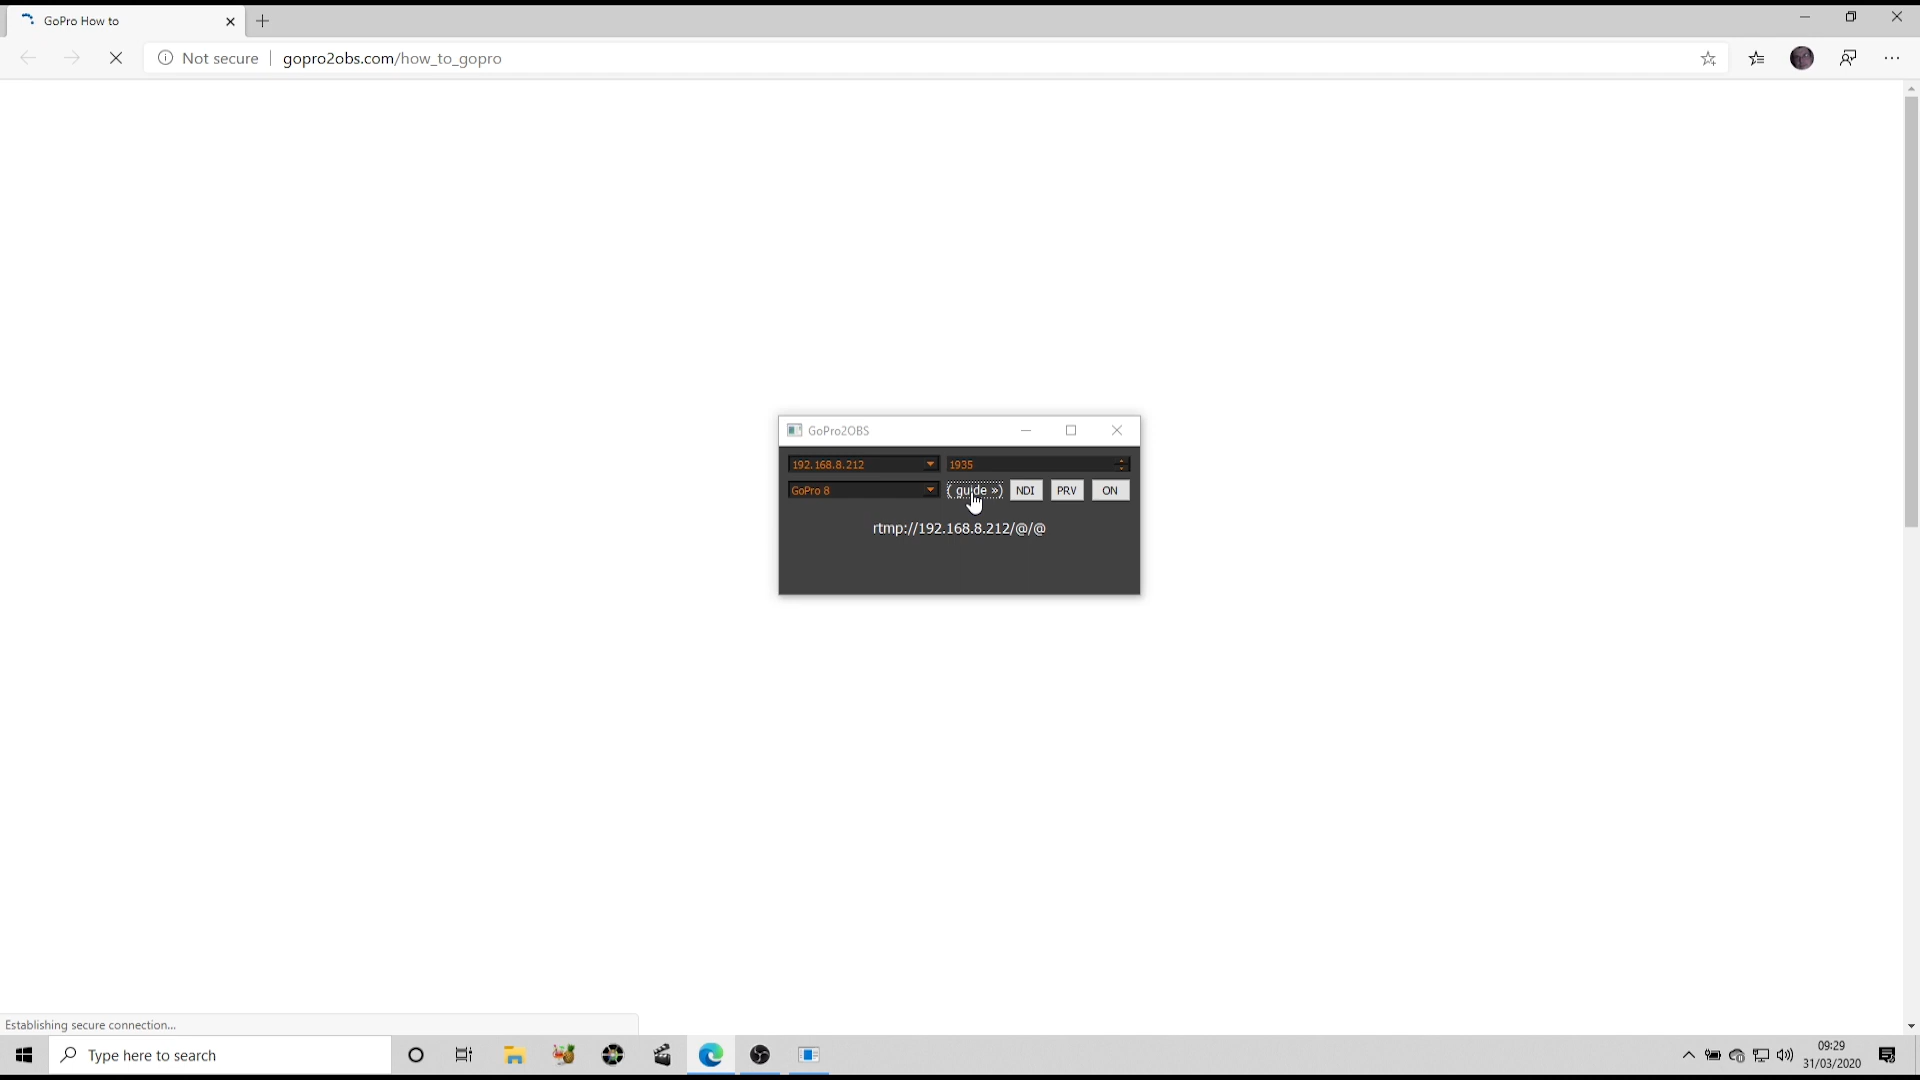 GoPro How to
Not secure gopro2obs.com/how_to_gopro
GoPro2OBS
192.168.8.212 1935
GoPro 8 ( guide ») NDI PRV ON
rtmp://192.168.8.212/@/@
Establishing secure connection...
Type here to search
09:29
31/03/2020